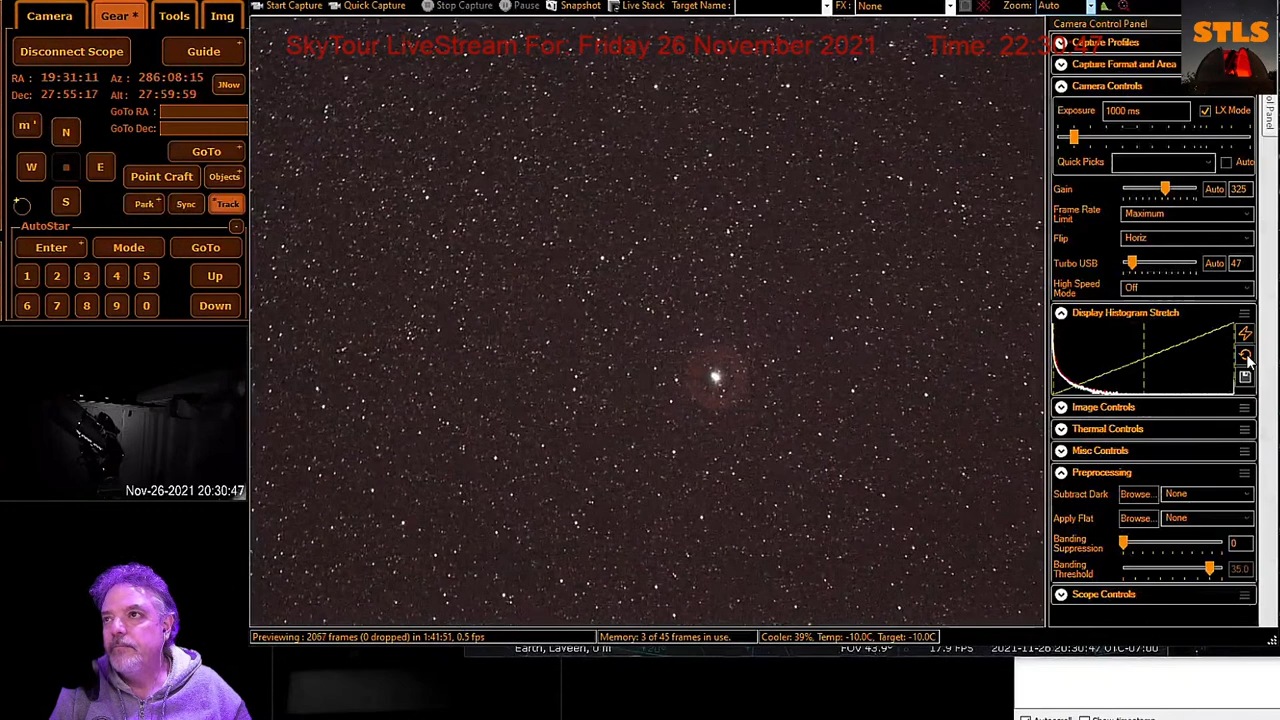 Camera Gear * Tools Img
Start Capture Quick Capture Stop Capture Pause Snapshot Live Stack Target Name: FX: None Zoom: Auto
SkyTour LiveStream For: Friday 26 November 2021 Time: 22:30:47
STLS
Disconnect Scope Guide
RA : 19:31:11 Az : 286:08:15
Dec: 27:55:17 Alt: 27:59:59
JNow
GoTo RA :
GoTo Dec:
m ' N
GoTo
W E
Point Craft Objects
S
Park Sync Track
AutoStar
Enter Mode GoTo
1 2 3 4 5 Up
6 7 8 9 0 Down
Nov-26-2021 20:30:47
Camera Control Panel
Capture Profiles
Capture Format and Area
Camera Controls
Exposure 1000 ms LX Mode
Quick Picks Auto
Gain Auto 325
Frame Rate Limit Maximum
Flip Horiz
Turbo USB Auto 47
High Speed Mode Off
Display Histogram Stretch
Image Controls
Thermal Controls
Misc Controls
Preprocessing
Subtract Dark Browse... None
Apply Flat Browse... None
Banding Suppression 0
Banding Threshold 35.0
Scope Controls
Previewing : 2067 frames (0 dropped) in 1:41:51, 0.5 fps Memory: 3 of 45 frames in use. Cooler: 39%, Temp: -10.0C, Target: -10.0C
Earth, Laveen, 0 m FOV 43.9° 17.9 FPS 2021-11-26 20:30:47 UTC-07:00
Autoscroll Show timestamp